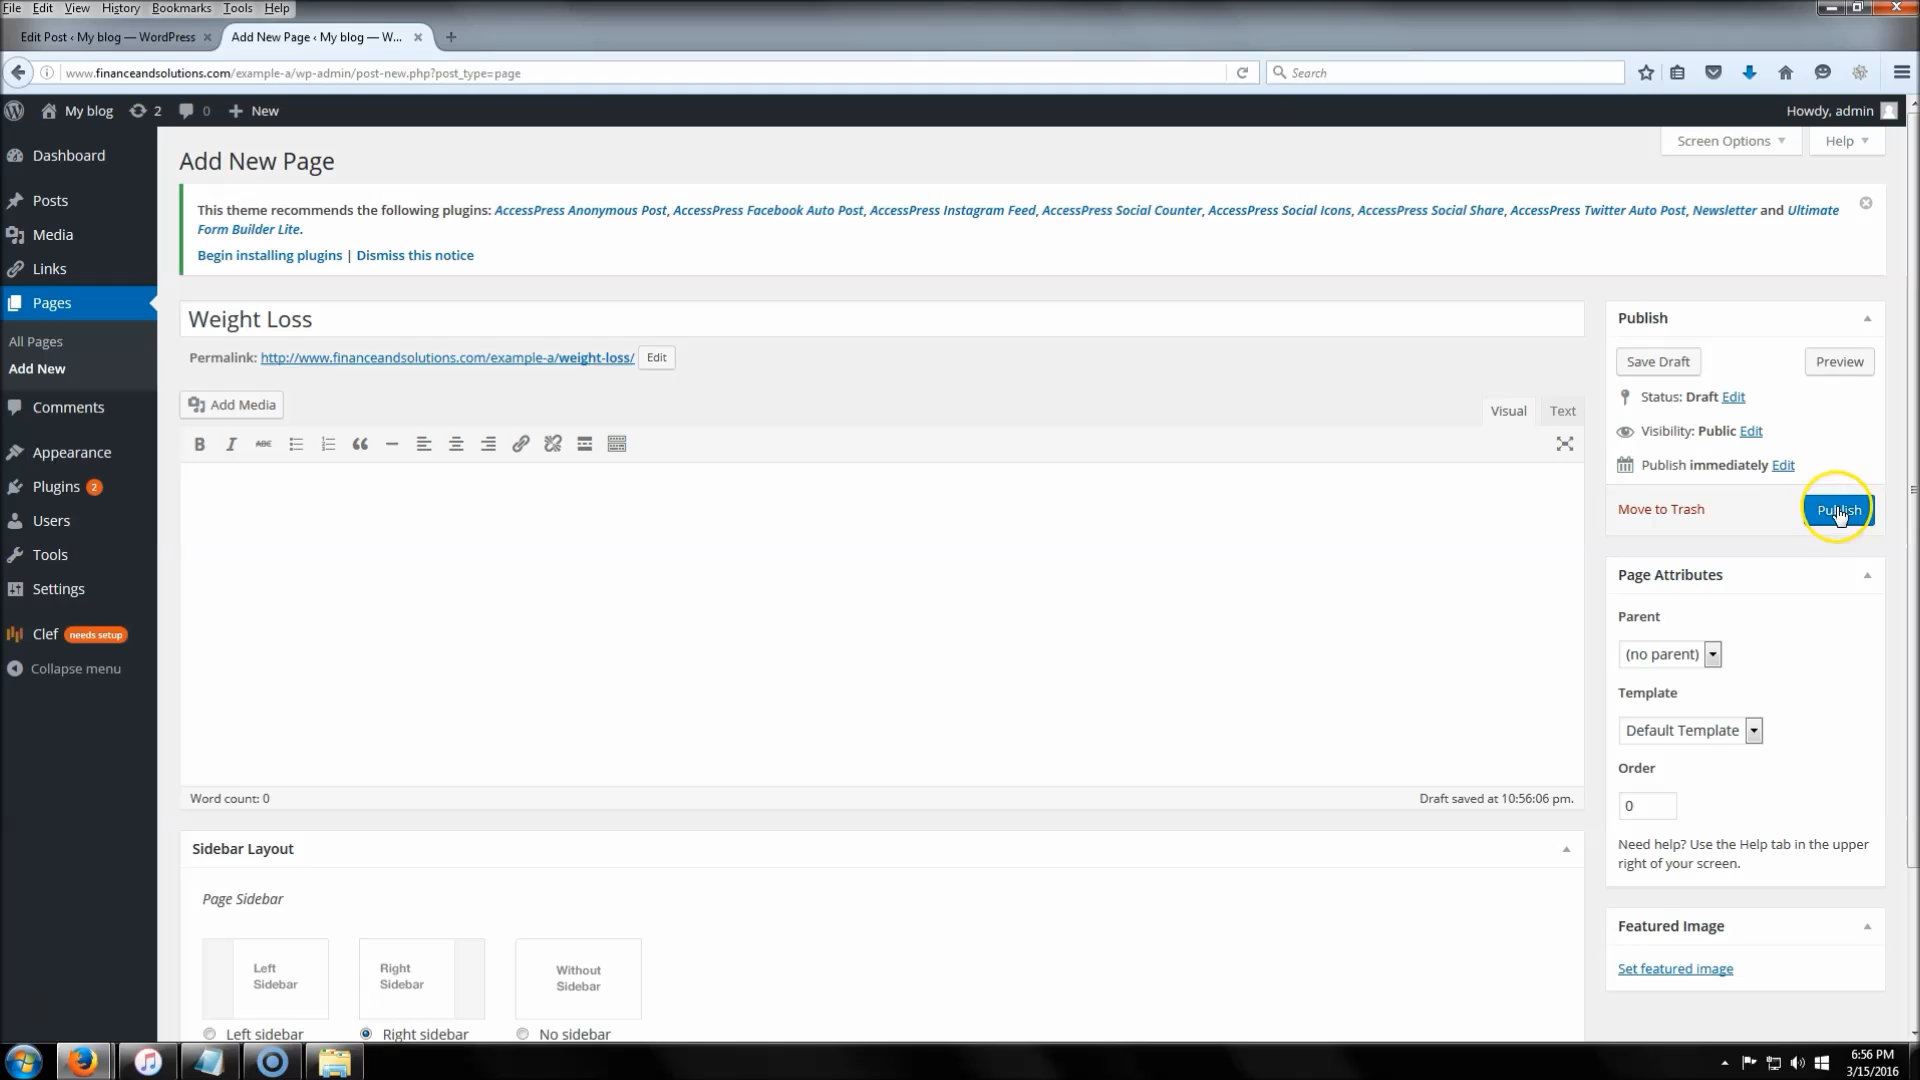 File Edit View History Bookmarks Tools Help
Edit Post ‹ My blog — WordPress × Add New Page ‹ My blog — W... × +
www.financeandsolutions.com/example-a/wp-admin/post-new.php?post_type=page Search
My blog 2 0 + New Howdy, admin
Screen Options Help
Add New Page
This theme recommends the following plugins: AccessPress Anonymous Post, AccessPress Facebook Auto Post, AccessPress Instagram Feed, AccessPress Social Counter, AccessPress Social Icons, AccessPress Social Share, AccessPress Twitter Auto Post, Newsletter and Ultimate
Form Builder Lite.
Begin installing plugins | Dismiss this notice
Dashboard
Posts
Media
Links
Pages
All Pages
Add New
Comments
Appearance
Plugins 2
Users
Tools
Settings
Clef needs setup
Collapse menu
Weight Loss
Permalink: http://www.financeandsolutions.com/example-a/weight-loss/ Edit
Add Media
Visual Text
B I ABC
Word count: 0 Draft saved at 10:56:06 pm.
Sidebar Layout
Page Sidebar
Left
Sidebar
Right
Sidebar
Without
Sidebar
Left sidebar Right sidebar No sidebar
Publish
Save Draft Preview
Status: Draft Edit
Visibility: Public Edit
Publish immediately Edit
Move to Trash Publish
Page Attributes
Parent
(no parent)
Template
Default Template
Order
0
Need help? Use the Help tab in the upper
right of your screen.
Featured Image
Set featured image
6:56 PM
3/15/2016